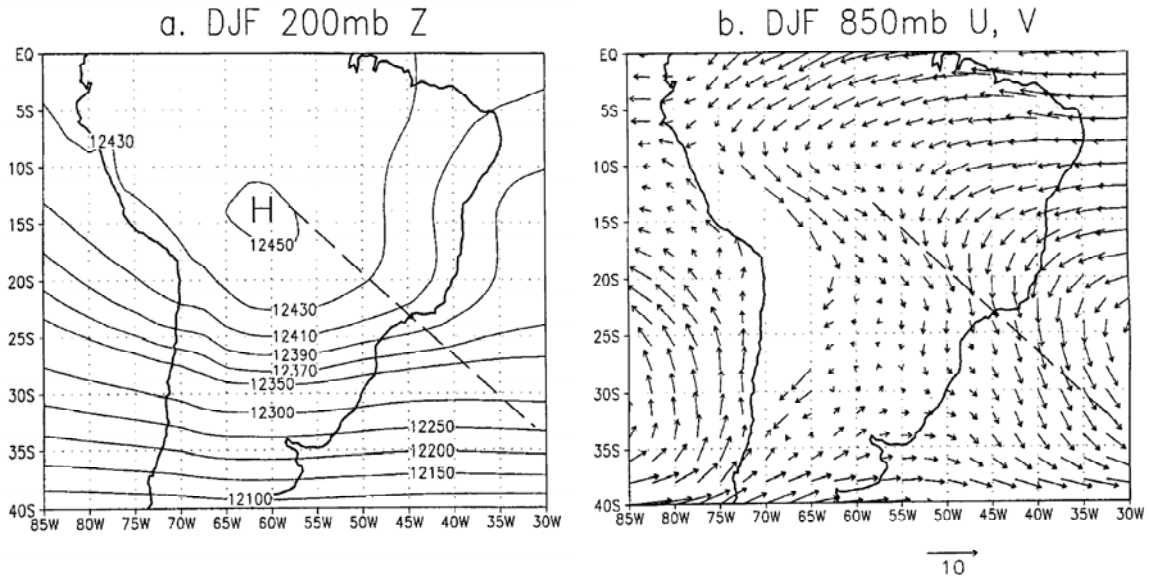 a. DJF 200mb Z
b. DJF 850mb U, V
EQ
5S
10S
15S
20S
25S
30S
35S
40S
12430
H
12450
12430
12410
12390
12370
12350
12300
12250
12200
12150
12100
85W 80W 75W 70W 65W 60W 55W 50W 45W 40W 35W 30W
EQ
5S
10S
15S
20S
25S
30S
35S
40S
85W 80W 75W 70W 65W 60W 55W 50W 45W 40W 35W 30W
10